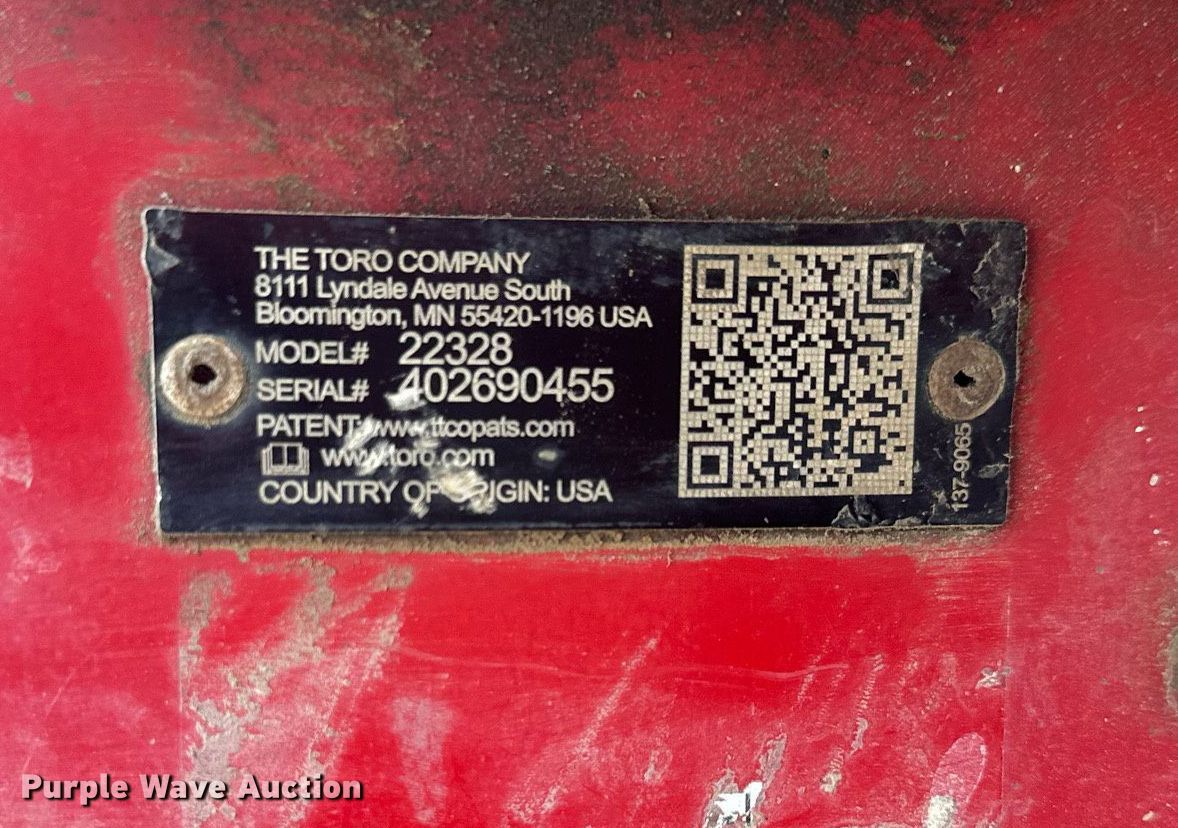 THE TORO COMPANY
8111 Lyndale Avenue South
Bloomington, MN 55420-1196 USA
MODEL# 22328
SERIAL# 402690455
PATENT: www.ttcopats.com
www.toro.com
COUNTRY OF ORIGIN: USA
137-9065
Purple Wave Auction